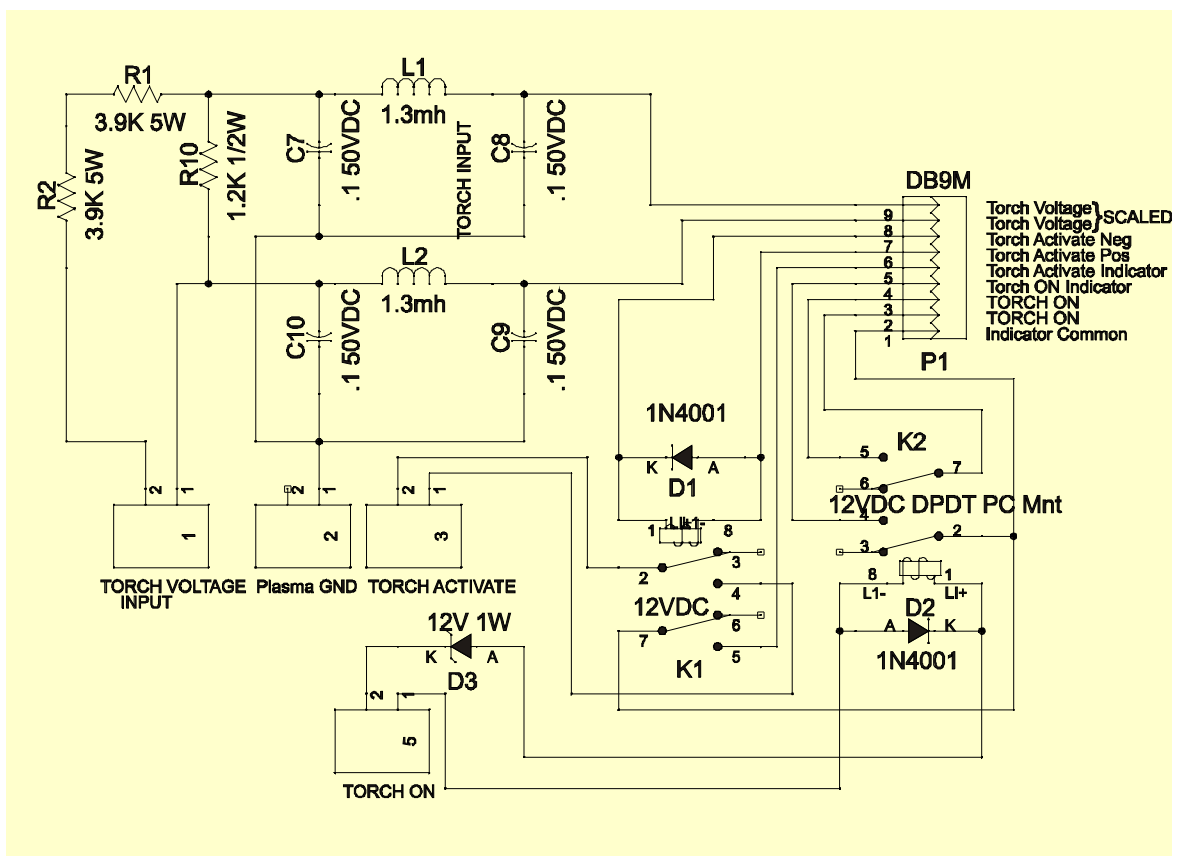 R1
3.9K 5W
R2
3.9K 5W
R10
1.2K 1/2W
L1
1.3mh
C7
.1 50VDC
TORCH INPUT
C8
.1 50VDC
L2
1.3mh
C10
.1 50VDC
C9
.1 50VDC
DB9M
9
8
7
6
5
4
3
2
1
Torch Voltage
Torch Voltage
}SCALED
Torch Activate Neg
Torch Activate Pos
Torch Activate Indicator
Torch ON Indicator
TORCH ON
TORCH ON
Indicator Common
P1
1N4001
K A
D1
1 8
2
3
4
12VDC
6
7
5
K1
K2
5
7
6
12VDC DPDT PC Mnt
4
2
3
8 1
L1- LI+
D2
A K
1N4001
2 1
1
TORCH VOLTAGE
INPUT
2 1
2
Plasma GND
2 1
3
TORCH ACTIVATE
12V 1W
K A
D3
2 1
5
TORCH ON